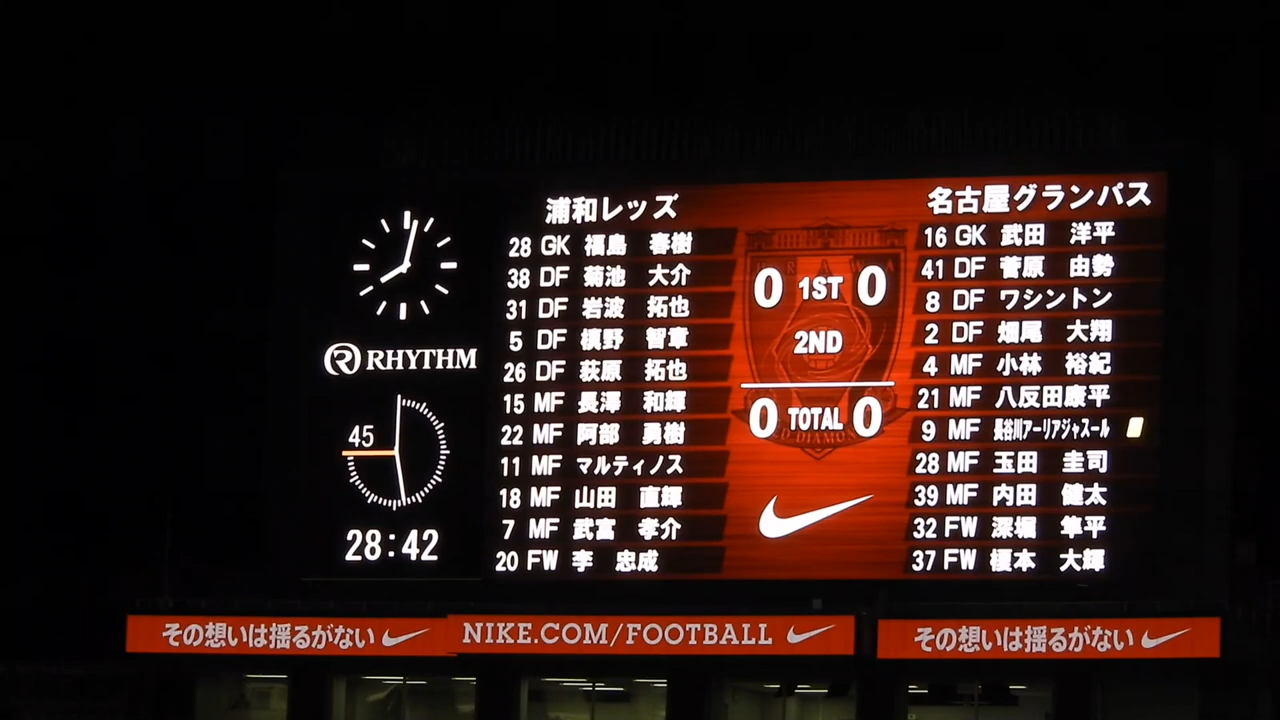 浦和レッズ
28 GK 福島 春樹
38 DF 菊池 大介
31 DF 岩波 拓也
5 DF 槙野 智章
26 DF 荻原 拓也
15 MF 長澤 和輝
22 MF 阿部 勇樹
11 MF マルティノス
18 MF 山田 直輝
7 MF 武富 孝介
20 FW 李 忠成
0 1ST 0
2ND
0 TOTAL 0
名古屋グランパス
16 GK 武田 洋平
41 DF 菅原 由勢
8 DF ワシントン
2 DF 畑尾 大翔
4 MF 小林 裕紀
21 MF 八反田康平
9 MF 長谷川アーリアジャスール
28 MF 玉田 圭司
39 MF 内田 健太
32 FW 深堀 隼平
37 FW 榎本 大輝
RHYTHM
45
28:42
その想いは揺るがない
NIKE.COM/FOOTBALL
その想いは揺るがない